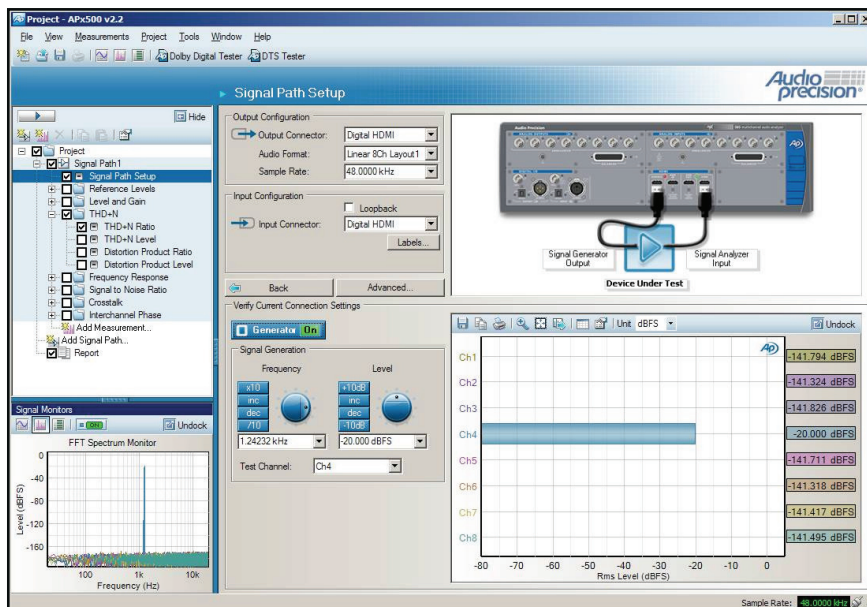 Project - APx500 v2.2
File View Measurements Project Tools Window Help
Dolby Digital Tester DTS Tester
Signal Path Setup
Audio precision®
Hide
Project
Signal Path1
Signal Path Setup
Reference Levels
Level and Gain
THD+N
THD+N Ratio
THD+N Level
Distortion Product Ratio
Distortion Product Level
Frequency Response
Signal to Noise Ratio
Crosstalk
Interchannel Phase
Add Measurement...
Add Signal Path...
Report
Signal Monitors
ON
Undock
FFT Spectrum Monitor
Level (dBFS)
0
-40
-80
-120
-160
100 1k 10k
Frequency (Hz)
Output Configuration
Output Connector: Digital HDMI
Audio Format: Linear 8Ch Layout1
Sample Rate: 48.0000 kHz
Input Configuration
Loopback
Input Connector: Digital HDMI
Labels...
Back Advanced...
Verify Current Connection Settings
Generator On
Signal Generation
Frequency Level
x10 +10dB
inc inc
dec dec
/10 -10dB
1.24232 kHz -20.000 dBFS
Test Channel: Ch4
Audio Precision
AP
Signal Generator Output
Signal Analyzer Input
Device Under Test
Unit dBFS Undock
AP
Ch1 -141.794 dBFS
Ch2 -141.324 dBFS
Ch3 -141.826 dBFS
Ch4 -20.000 dBFS
Ch5 -141.711 dBFS
Ch6 -141.318 dBFS
Ch7 -141.417 dBFS
Ch8 -141.495 dBFS
-80 -70 -60 -50 -40 -30 -20 -10 0
Rms Level (dBFS)
Sample Rate: 48.0000 kHz